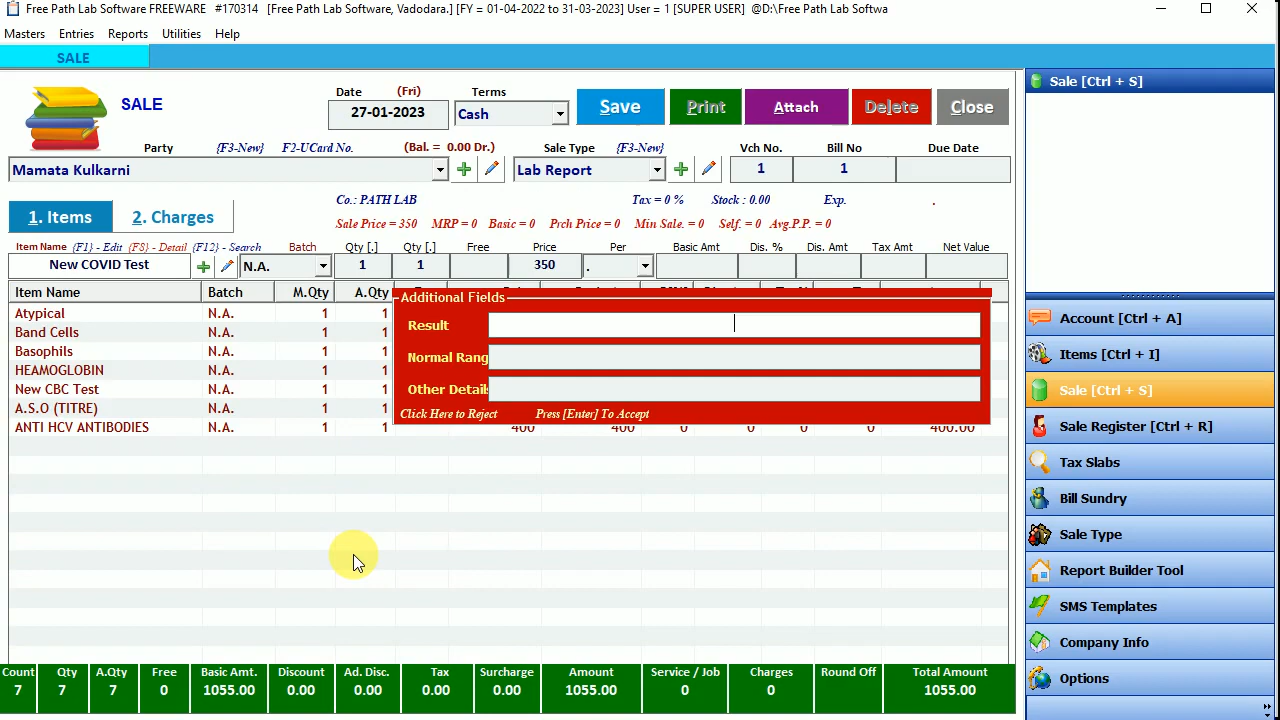 Free Path Lab Software FREEWARE #170314 [Free Path Lab Software, Vadodara.] [FY = 01-04-2022 to 31-03-2023] User = 1 [SUPER USER] @D:\Free Path Lab Softwa
Masters Entries Reports Utilities Help
SALE
Sale [Ctrl + S]
SALE
Date (Fri) Terms
27-01-2023 Cash Save Print Attach Delete Close
Party {F3-New} F2-UCard No. (Bal. = 0.00 Dr.) Sale Type {F3-New} Vch No. Bill No Due Date
Mamata Kulkarni Lab Report 1 1
Co.: PATH LAB Tax = 0 % Stock : 0.00 Exp. .
1. Items 2. Charges
Sale Price = 350 MRP = 0 Basic = 0 Prch Price = 0 Min Sale. = 0 Self. = 0 Avg.P.P. = 0
Item Name {F1} - Edit {F8} - Detail {F12} - Search Batch Qty [.] Qty [.] Free Price Per Basic Amt Dis. % Dis. Amt Tax Amt Net Value
New COVID Test N.A. 1 1 350 .
Item Name Batch M.Qty A.Qty
Atypical N.A. 1 1
Band Cells N.A. 1 1
Basophils N.A. 1 1
HEAMOGLOBIN N.A. 1 1
New CBC Test N.A. 1 1
A.S.O (TITRE) N.A. 1 1
ANTI HCV ANTIBODIES N.A. 1 1 400 400 0 0 0 0 400.00
Additional Fields
Result
Normal Rang
Other Details
Click Here to Reject Press [Enter] To Accept
Account [Ctrl + A]
Items [Ctrl + I]
Sale [Ctrl + S]
Sale Register [Ctrl + R]
Tax Slabs
Bill Sundry
Sale Type
Report Builder Tool
SMS Templates
Company Info
Options
Count Qty A.Qty Free Basic Amt. Discount Ad. Disc. Tax Surcharge Amount Service / Job Charges Round Off Total Amount
7 7 7 0 1055.00 0.00 0.00 0.00 0.00 1055.00 0 0 1055.00